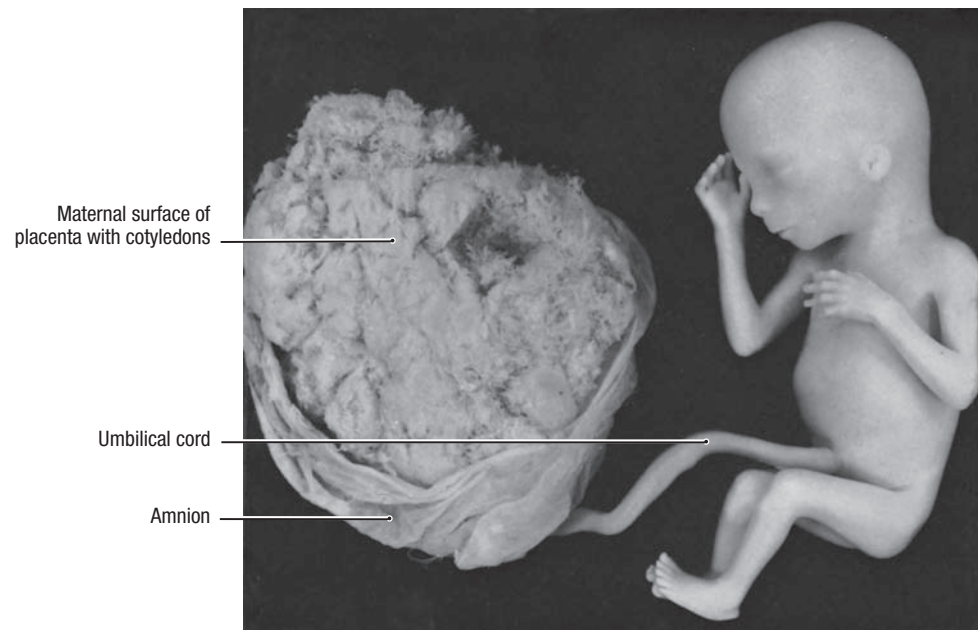 Maternal surface of
placenta with cotyledons
Umbilical cord
Amnion